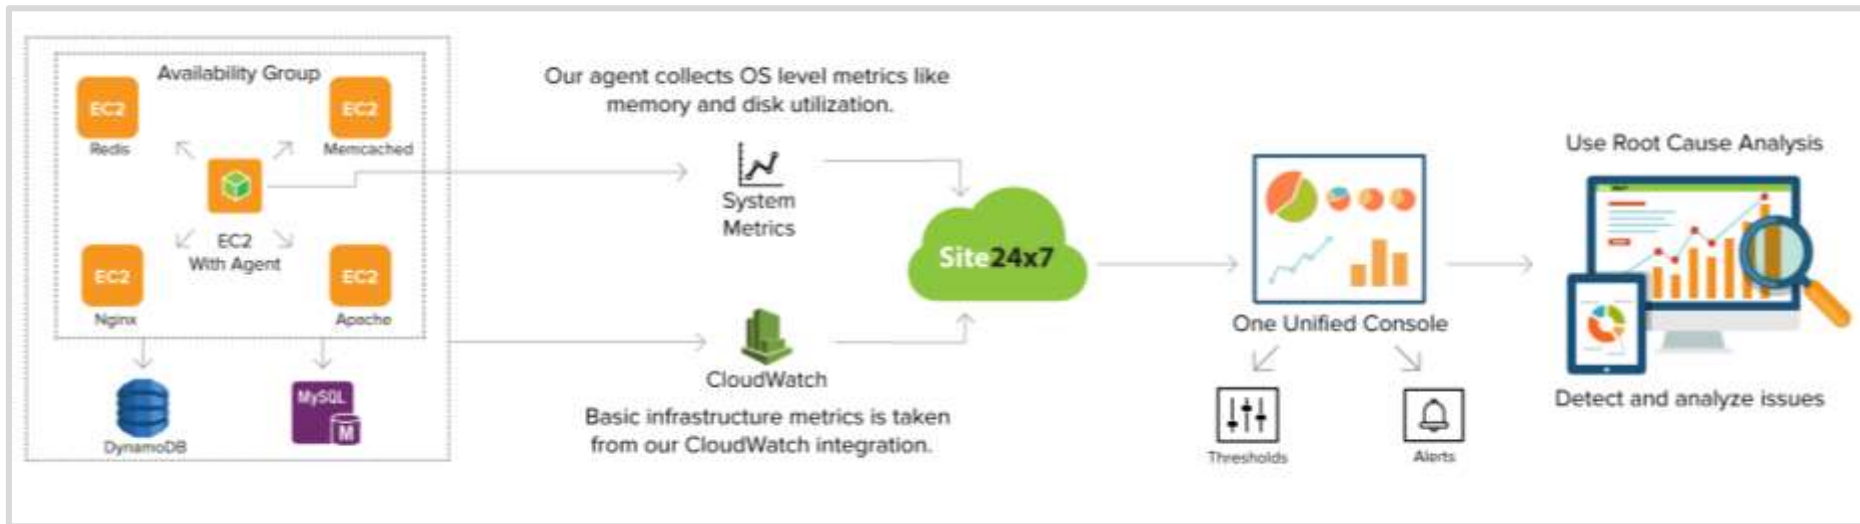 Availability Group
EC2
Redis
EC2
Memcached
EC2
With Agent
EC2
Nginx
EC2
Apache
DynamoDB
MySQL
M
Our agent collects OS level metrics like
memory and disk utilization.
System
Metrics
CloudWatch
Basic infrastructure metrics is taken
from our CloudWatch integration.
Site24x7
One Unified Console
Thresholds
Alerts
Use Root Cause Analysis
Detect and analyze issues